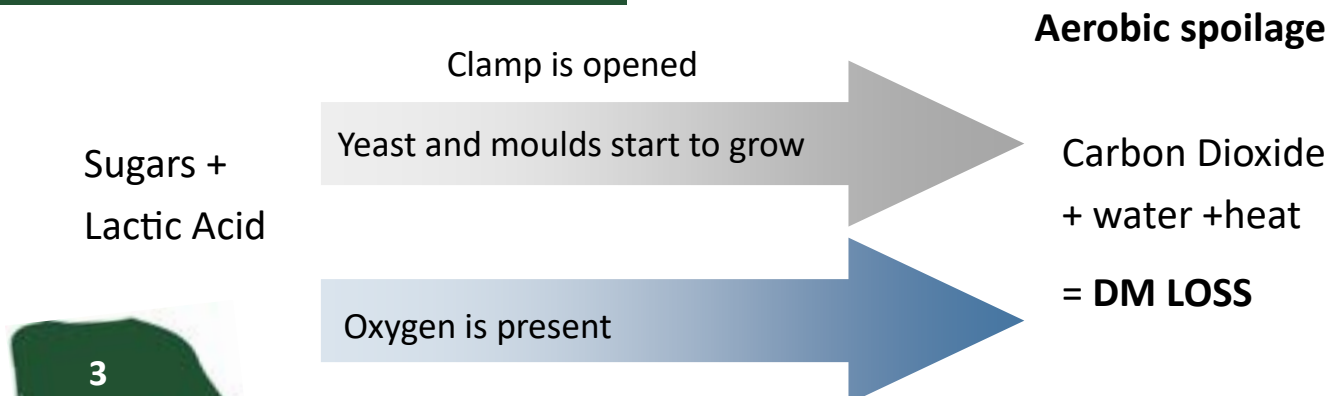 Aerobic spoilage
Clamp is opened
Yeast and moulds start to grow
Sugars +
Lactic Acid
Carbon Dioxide
+ water +heat
= DM LOSS
Oxygen is present
3